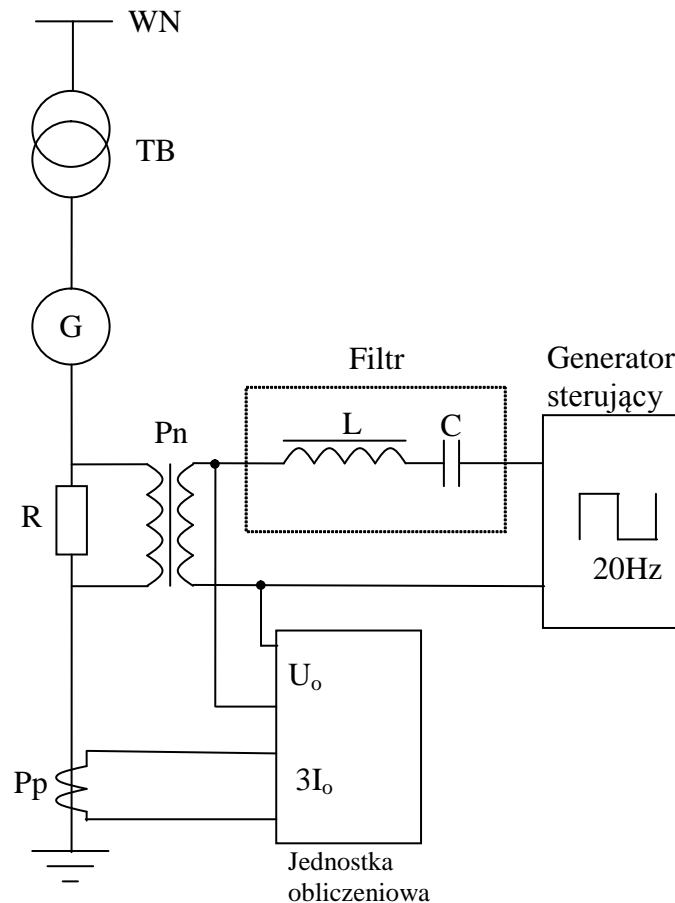 WN
TB
G
Filtr
Generator
sterujący
Pn
L
C
R
20Hz
Uo
Pp
3Io
Jednostka
obliczeniowa